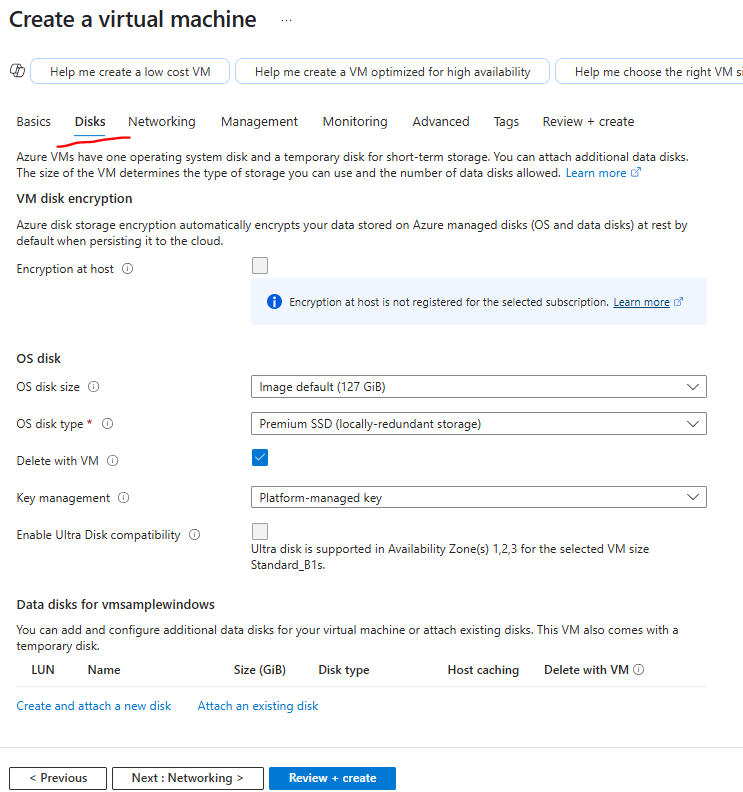 Create a virtual machine ...
Help me create a low cost VM Help me create a VM optimized for high availability Help me choose the right VM si
Basics Disks Networking Management Monitoring Advanced Tags Review + create
Azure VMs have one operating system disk and a temporary disk for short-term storage. You can attach additional data disks.
The size of the VM determines the type of storage you can use and the number of data disks allowed. Learn more
VM disk encryption
Azure disk storage encryption automatically encrypts your data stored on Azure managed disks (OS and data disks) at rest by
default when persisting it to the cloud.
Encryption at host
Encryption at host is not registered for the selected subscription. Learn more
OS disk
OS disk size Image default (127 GiB)
OS disk type * Premium SSD (locally-redundant storage)
Delete with VM
Key management Platform-managed key
Enable Ultra Disk compatibility
Ultra disk is supported in Availability Zone(s) 1,2,3 for the selected VM size
Standard_B1s.
Data disks for vmsamplewindows
You can add and configure additional data disks for your virtual machine or attach existing disks. This VM also comes with a
temporary disk.
LUN Name Size (GiB) Disk type Host caching Delete with VM
Create and attach a new disk Attach an existing disk
< Previous Next : Networking > Review + create